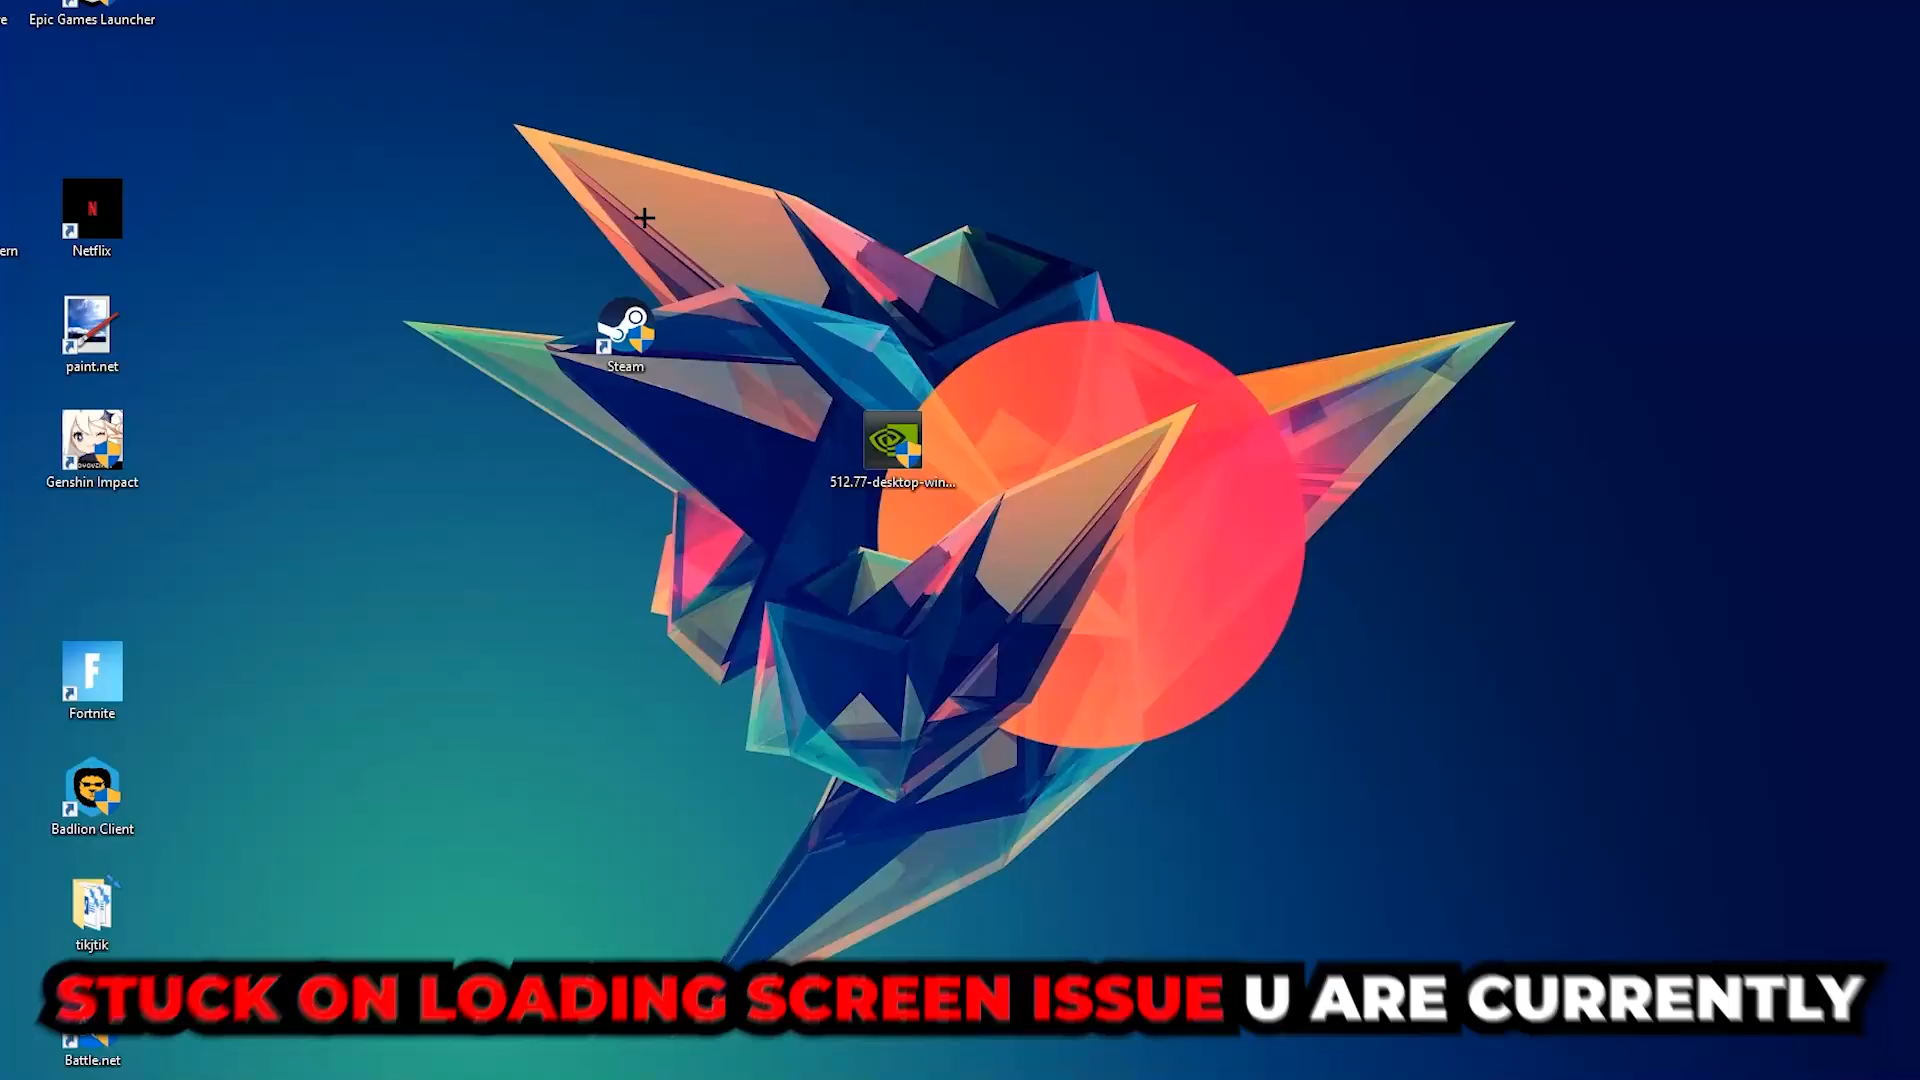 Epic Games Launcher
Netflix
ern
paint.net
Steam
Genshin Impact
512.77-desktop-win...
Fortnite
Badlion Client
tikjtik
STUCK ON LOADING SCREEN ISSUE U ARE CURRENTLY
Battle.net